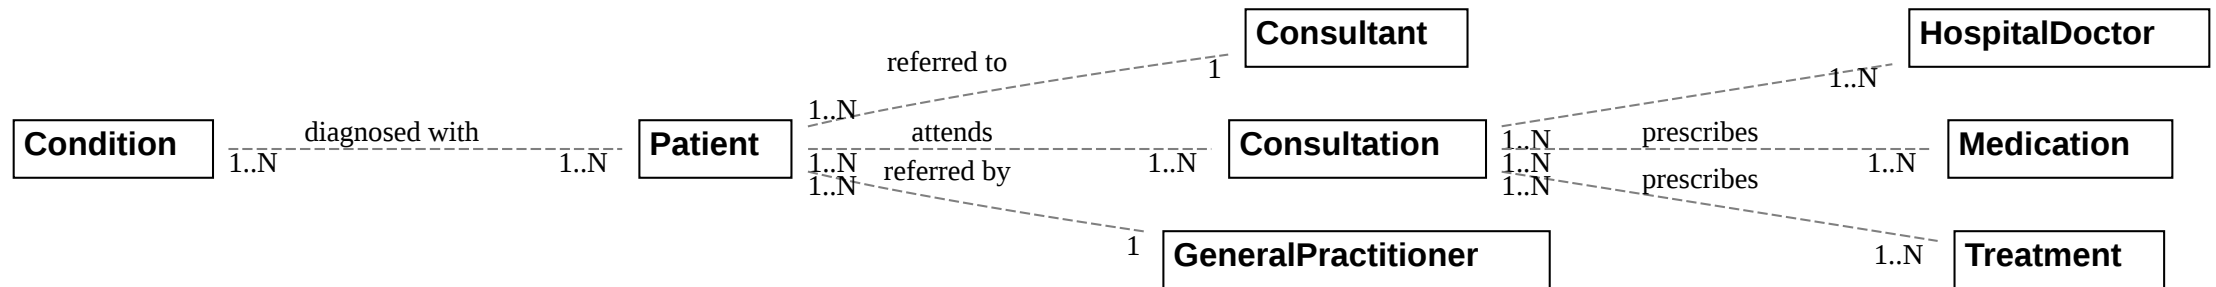 Consultant
HospitalDoctor
referred to
1
1..N
1..N
Condition
diagnosed with
Patient
attends
Consultation
1..N
prescribes
Medication
1..N
1..N
1..N
1..N
1..N
1..N
referred by
1..N
1..N
prescribes
1
GeneralPractitioner
1..N
Treatment